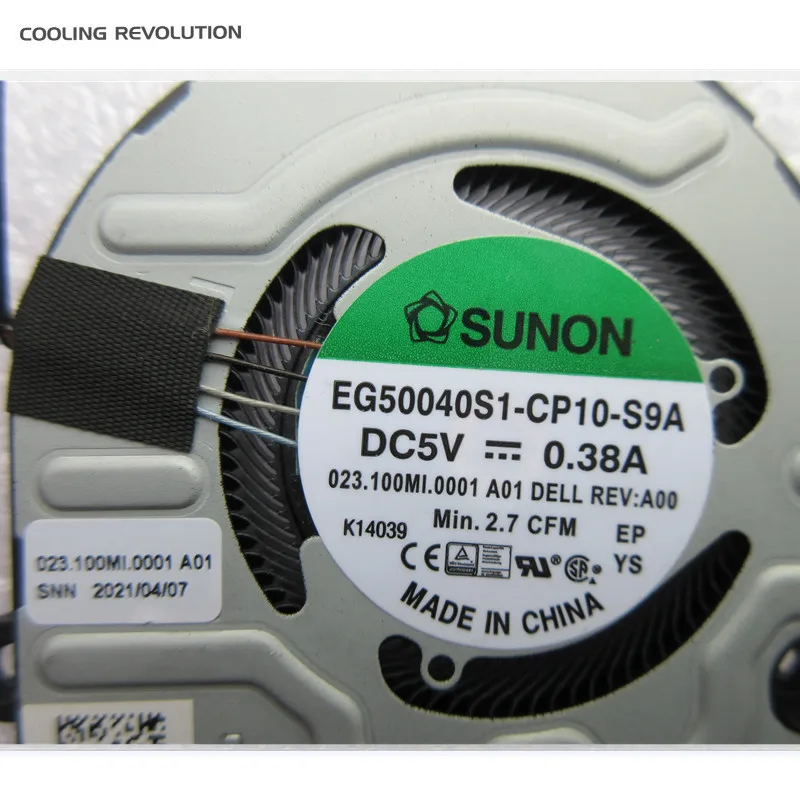 COOLING REVOLUTION
SUNON
EG50040S1-CP10-S9A
DC5V ⎓ 0.38A
023.100MI.0001 A01 DELL REV:A00
Min. 2.7 CFM
K14039
EP
YS
CE
MADE IN CHINA
023.100MI.0001 A01
SNN 2021/04/07